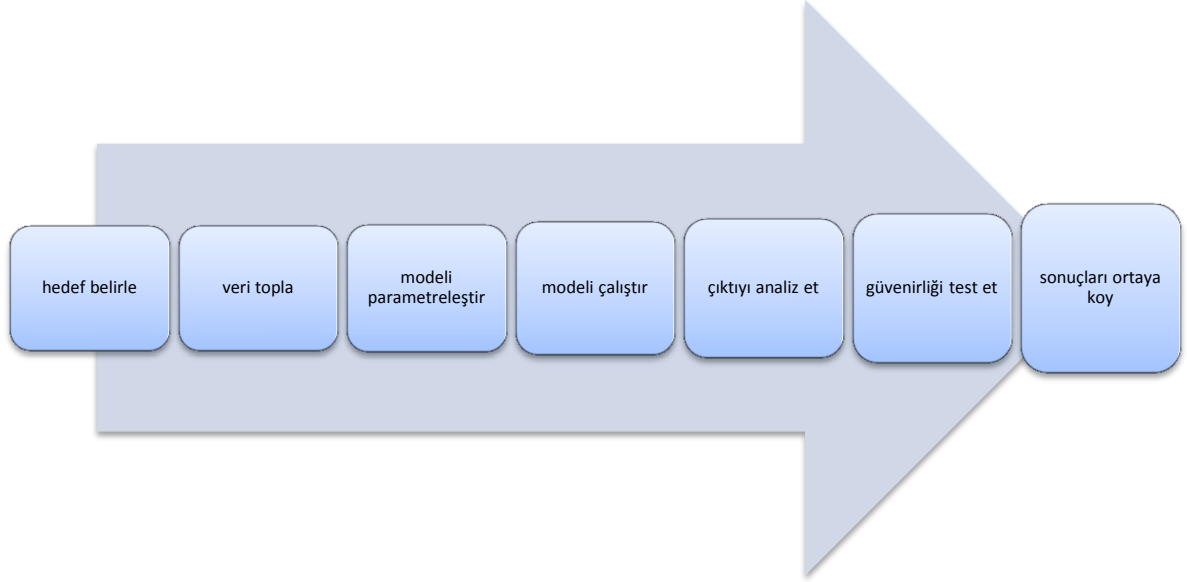 hedef belirle
veri topla
modeli
parametreleştir
modeli çalıştır
çıktıyı analiz et
güvenirliği test et
sonuçları ortaya
koy